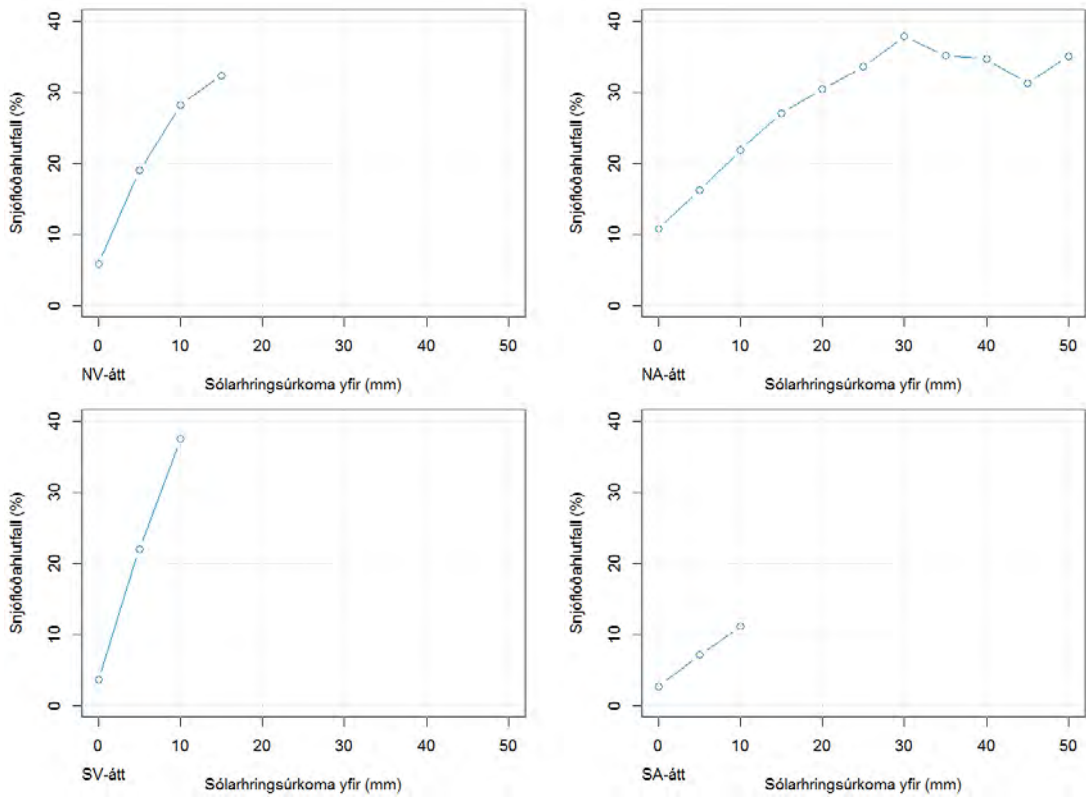 Snjóflóðahlutfall (%)
40
30
20
10
0
0 10 20 30 40 50
NV-átt
Sólarhringsúrkoma yfir (mm)
Snjóflóðahlutfall (%)
40
30
20
10
0
0 10 20 30 40 50
NA-átt
Sólarhringsúrkoma yfir (mm)
Snjóflóðahlutfall (%)
40
30
20
10
0
0 10 20 30 40 50
SV-átt
Sólarhringsúrkoma yfir (mm)
Snjóflóðahlutfall (%)
40
30
20
10
0
0 10 20 30 40 50
SA-átt
Sólarhringsúrkoma yfir (mm)